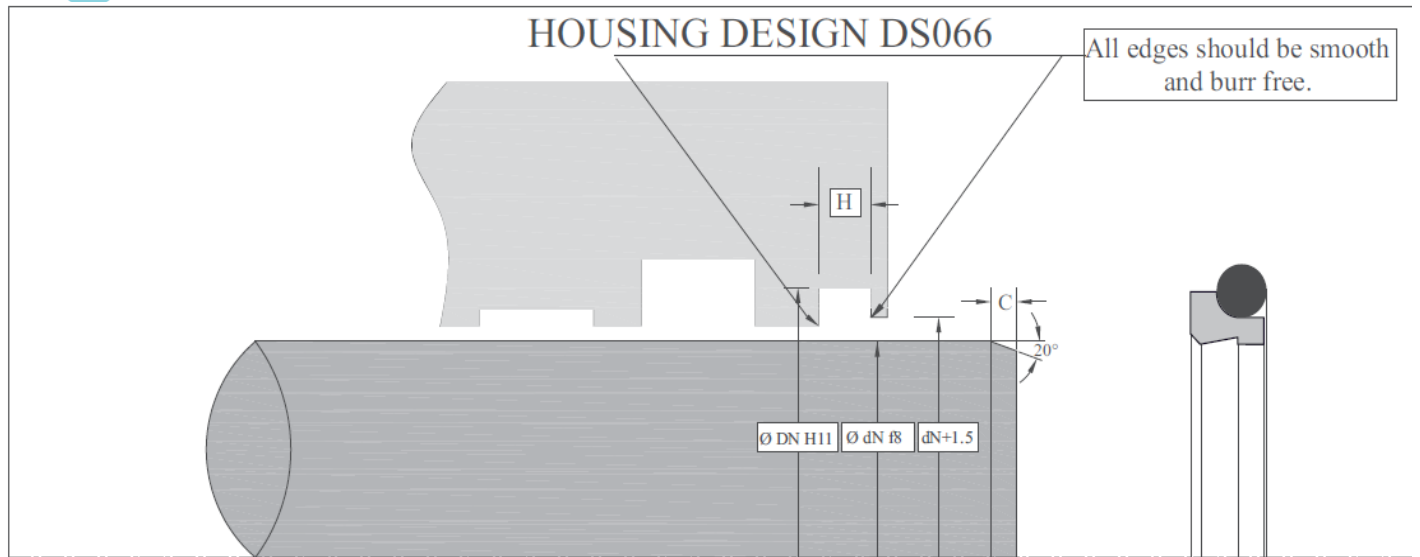 HOUSING DESIGN DS066
All edges should be smooth
and burr free.
H
C
20°
Ø DN H11
Ø dN f8
dN+1.5